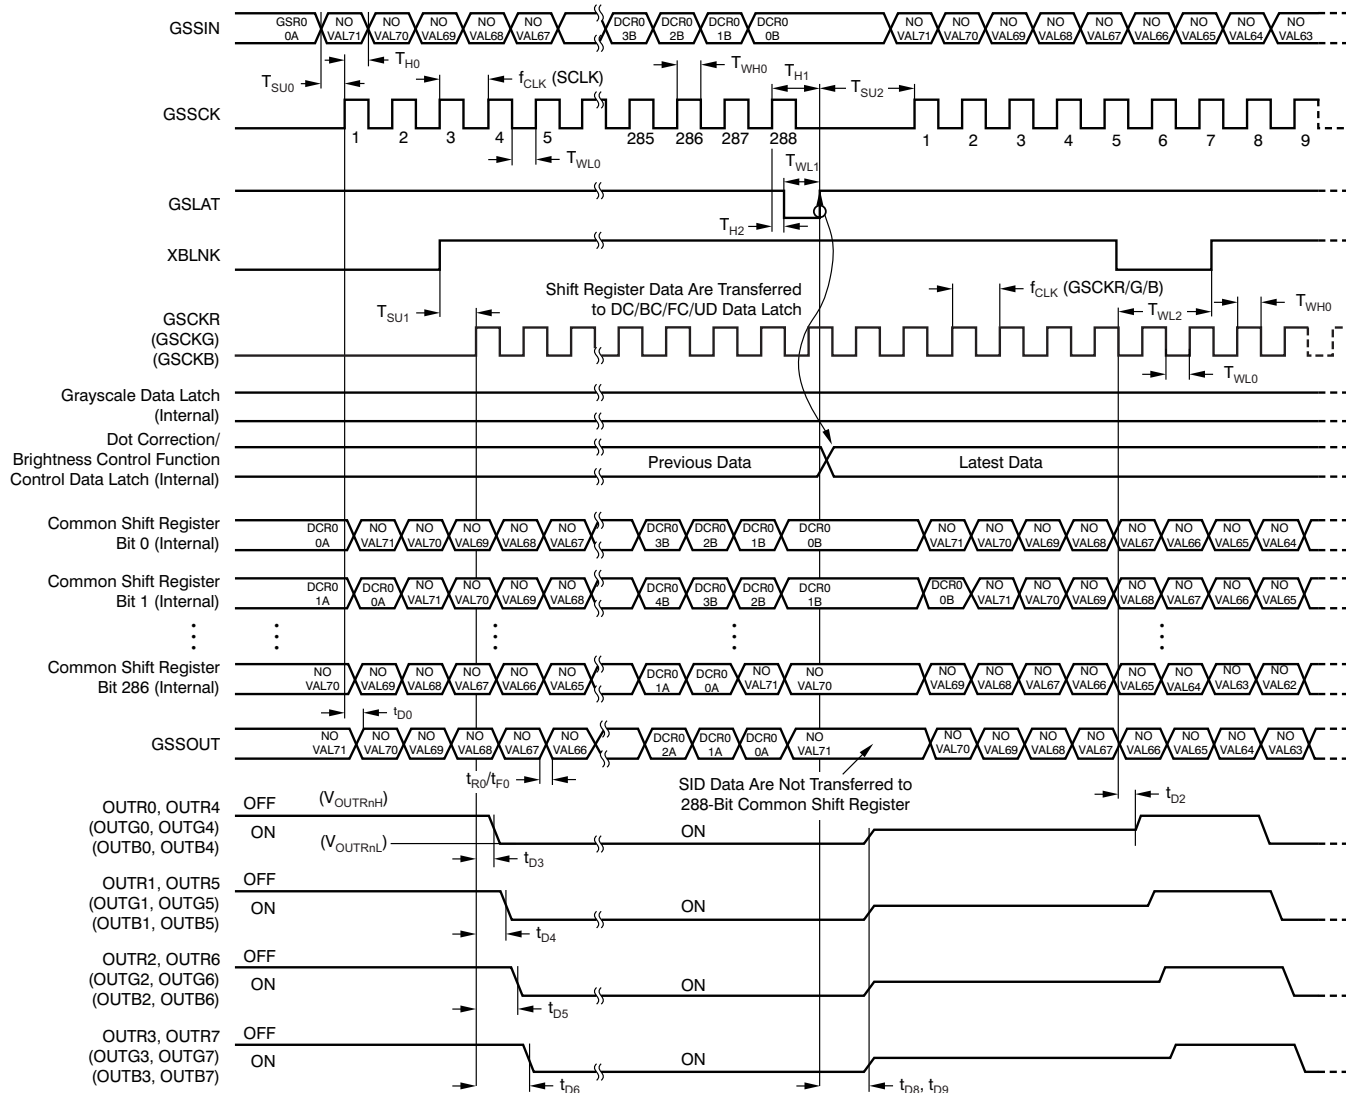 GSSIN
GSR0 0A
NO VAL71
NO VAL70
NO VAL69
NO VAL68
NO VAL67
DCR0 3B
DCR0 2B
DCR0 1B
DCR0 0B
NO VAL71
NO VAL70
NO VAL69
NO VAL68
NO VAL67
NO VAL66
NO VAL65
NO VAL64
NO VAL63
TSU0
TH0
fCLK (SCLK)
TWH0
TH1
TSU2
GSSCK
1 2 3 4 5 285 286 287 288 1 2 3 4 5 6 7 8 9
TWL0
TWL1
GSLAT
TH2
XBLNK
Shift Register Data Are Transferred
to DC/BC/FC/UD Data Latch
fCLK (GSCKR/G/B)
TSU1
TWL2
TWH0
GSCKR
(GSCKG)
(GSCKB)
TWL0
Grayscale Data Latch
(Internal)
Dot Correction/
Brightness Control Function
Control Data Latch (Internal)
Previous Data
Latest Data
Common Shift Register
Bit 0 (Internal)
DCR0 0A
NO VAL71
NO VAL70
NO VAL69
NO VAL68
NO VAL67
DCR0 3B
DCR0 2B
DCR0 1B
DCR0 0B
NO VAL71
NO VAL70
NO VAL69
NO VAL68
NO VAL67
NO VAL66
NO VAL65
NO VAL64
Common Shift Register
Bit 1 (Internal)
DCR0 1A
DCR0 0A
NO VAL71
NO VAL70
NO VAL69
NO VAL68
DCR0 4B
DCR0 3B
DCR0 2B
DCR0 1B
DCR0 0B
NO VAL71
NO VAL70
NO VAL69
NO VAL68
NO VAL67
NO VAL66
NO VAL65
Common Shift Register
Bit 286 (Internal)
NO VAL70
NO VAL69
NO VAL68
NO VAL67
NO VAL66
NO VAL65
DCR0 1A
DCR0 0A
NO VAL71
NO VAL70
NO VAL69
NO VAL68
NO VAL67
NO VAL66
NO VAL65
NO VAL64
NO VAL63
NO VAL62
tD0
GSSOUT
NO VAL71
NO VAL70
NO VAL69
NO VAL68
NO VAL67
NO VAL66
DCR0 2A
DCR0 1A
DCR0 0A
NO VAL71
NO VAL70
NO VAL69
NO VAL68
NO VAL67
NO VAL66
NO VAL65
NO VAL64
NO VAL63
tR0/tF0
SID Data Are Not Transferred to
288-Bit Common Shift Register
tD2
OUTR0, OUTR4
(OUTG0, OUTG4)
(OUTB0, OUTB4)
OFF
ON
(VOUTRnH)
(VOUTRnL)
ON
tD3
OUTR1, OUTR5
(OUTG1, OUTG5)
(OUTB1, OUTB5)
OFF
ON
ON
tD4
OUTR2, OUTR6
(OUTG2, OUTG6)
(OUTB2, OUTB6)
OFF
ON
ON
tD5
OUTR3, OUTR7
(OUTG3, OUTG7)
(OUTB3, OUTB7)
OFF
ON
ON
tD6
tD8, tD9